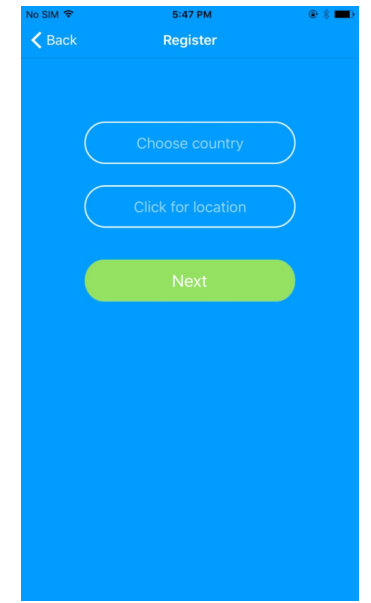 No SIM 5:47 PM
Back Register
Choose country
Click for location
Next